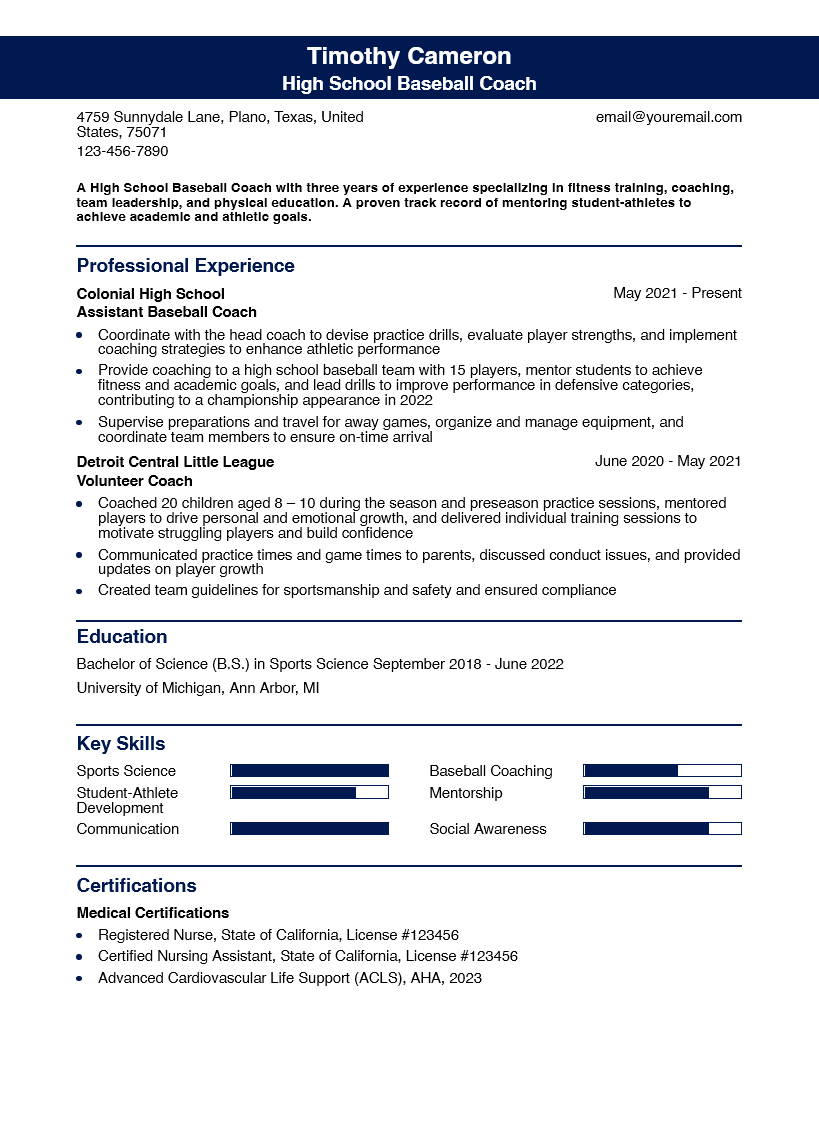 Timothy Cameron
High School Baseball Coach
4759 Sunnydale Lane, Plano, Texas, United
States, 75071
123-456-7890
email@youremail.com
A High School Baseball Coach with three years of experience specializing in fitness training, coaching,
team leadership, and physical education. A proven track record of mentoring student-athletes to
achieve academic and athletic goals.
Professional Experience
Colonial High School May 2021 - Present
Assistant Baseball Coach
• Coordinate with the head coach to devise practice drills, evaluate player strengths, and implement
coaching strategies to enhance athletic performance
• Provide coaching to a high school baseball team with 15 players, mentor students to achieve
fitness and academic goals, and lead drills to improve performance in defensive categories,
contributing to a championship appearance in 2022
• Supervise preparations and travel for away games, organize and manage equipment, and
coordinate team members to ensure on-time arrival
Detroit Central Little League June 2020 - May 2021
Volunteer Coach
• Coached 20 children aged 8 – 10 during the season and preseason practice sessions, mentored
players to drive personal and emotional growth, and delivered individual training sessions to
motivate struggling players and build confidence
• Communicated practice times and game times to parents, discussed conduct issues, and provided
updates on player growth
• Created team guidelines for sportsmanship and safety and ensured compliance
Education
Bachelor of Science (B.S.) in Sports Science September 2018 - June 2022
University of Michigan, Ann Arbor, MI
Key Skills
Sports Science Baseball Coaching
Student-Athlete
Development
Mentorship
Communication Social Awareness
Certifications
Medical Certifications
• Registered Nurse, State of California, License #123456
• Certified Nursing Assistant, State of California, License #123456
• Advanced Cardiovascular Life Support (ACLS), AHA, 2023